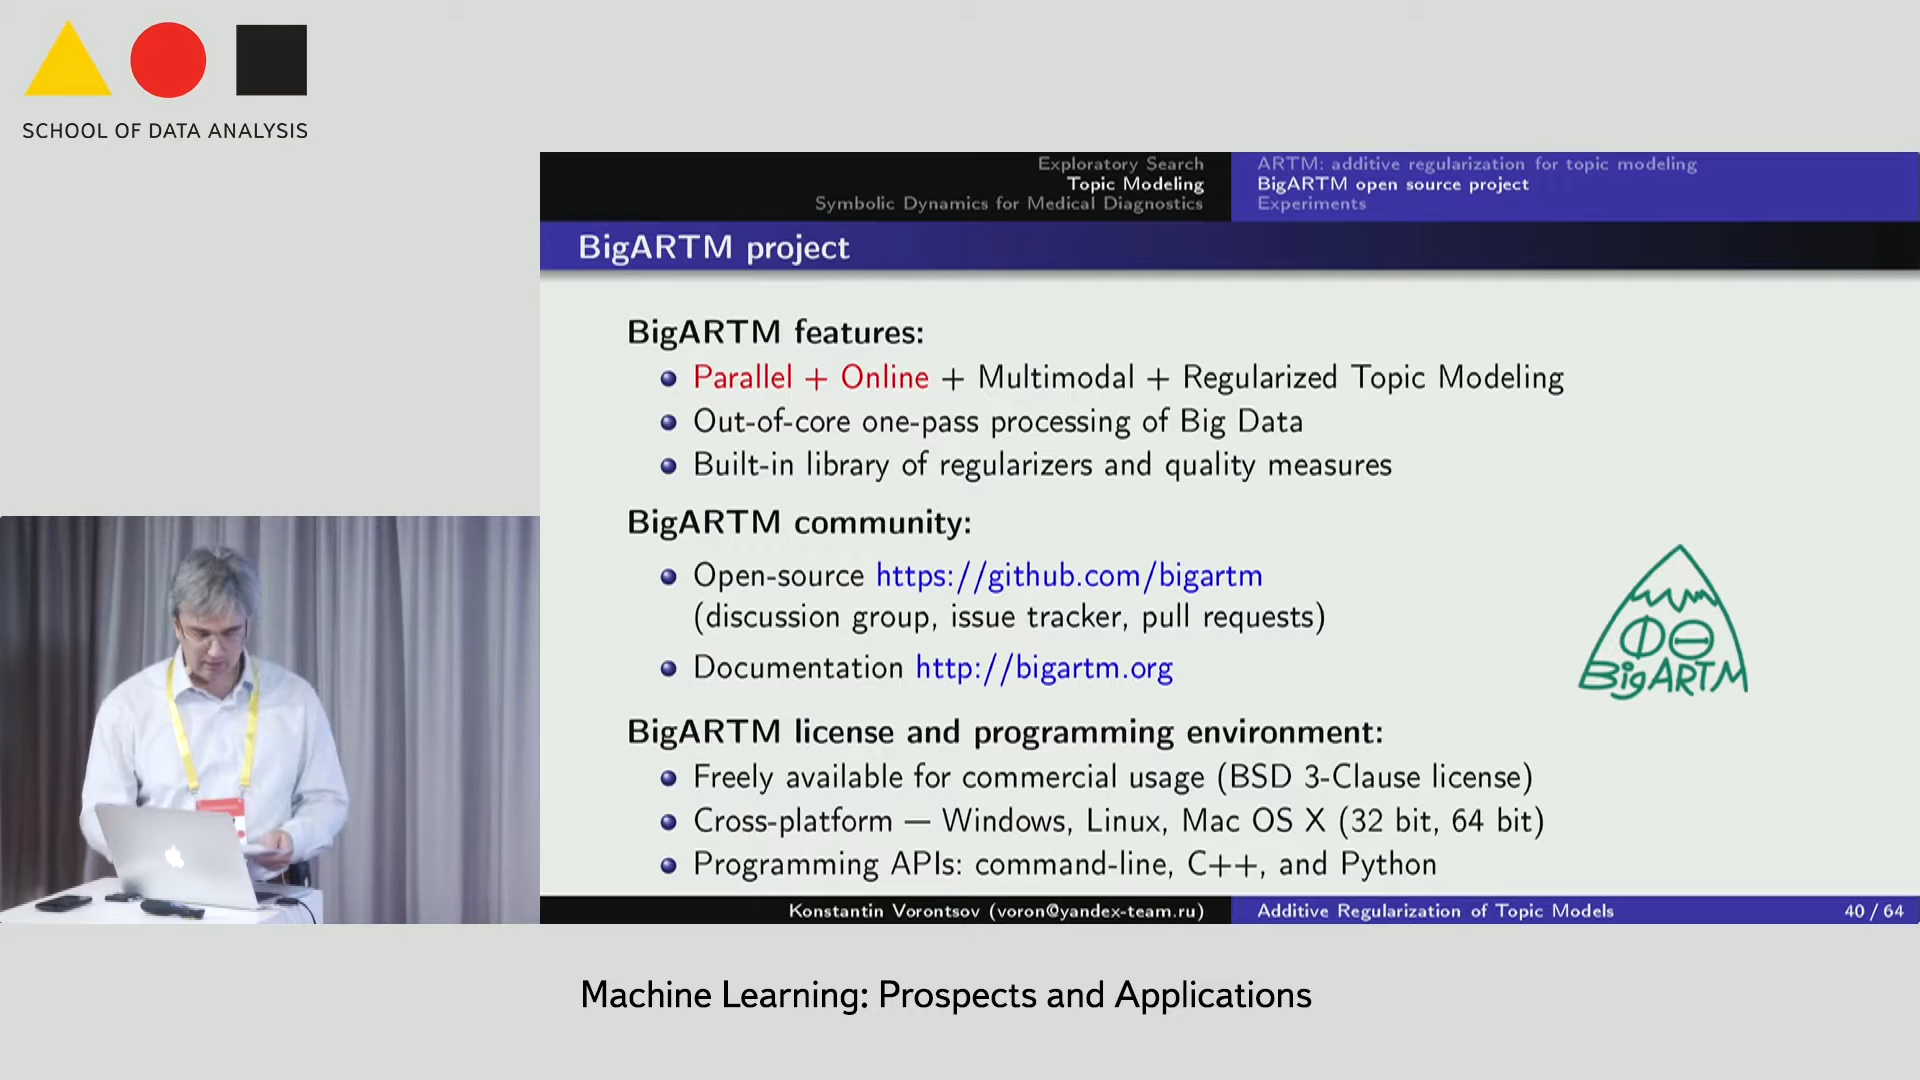 SCHOOL OF DATA ANALYSIS
Exploratory Search
Topic Modeling
Symbolic Dynamics for Medical Diagnostics
ARTM: additive regularization for topic modeling
BigARTM open source project
Experiments
BigARTM project
BigARTM features:
Parallel + Online + Multimodal + Regularized Topic Modeling
Out-of-core one-pass processing of Big Data
Built-in library of regularizers and quality measures
BigARTM community:
Open-source https://github.com/bigartm
(discussion group, issue tracker, pull requests)
Documentation http://bigartm.org
ΦΘ
BigARTM
BigARTM license and programming environment:
Freely available for commercial usage (BSD 3-Clause license)
Cross-platform — Windows, Linux, Mac OS X (32 bit, 64 bit)
Programming APIs: command-line, C++, and Python
Konstantin Vorontsov (voron@yandex-team.ru)
Additive Regularization of Topic Models
40 / 64
Machine Learning: Prospects and Applications